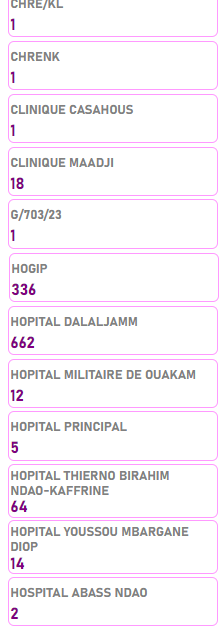 CHRE/KL
1
CHRENK
1
CLINIQUE CASAHOUS
1
CLINIQUE MAADJI
18
G/703/23
1
HOGIP
336
HOPITAL DALALJAMM
662
HOPITAL MILITAIRE DE OUAKAM
12
HOPITAL PRINCIPAL
5
HOPITAL THIERNO BIRAHIM
NDAO-KAFFRINE
64
HOPITAL YOUSSOU MBARGANE
DIOP
14
HOSPITAL ABASS NDAO
2